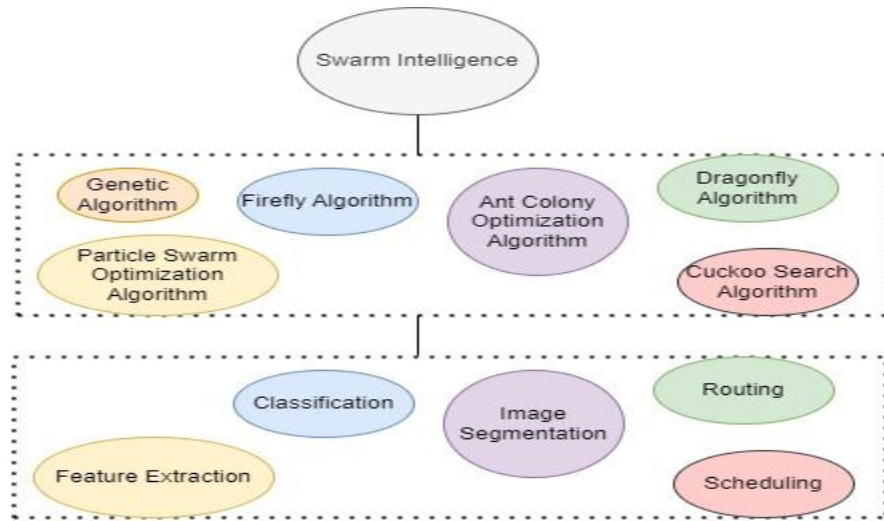 Swarm Intelligence
Genetic
Algorithm
Firefly Algorithm
Ant Colony
Optimization
Algorithm
Dragonfly
Algorithm
Particle Swarm
Optimization
Algorithm
Cuckoo Search
Algorithm
Classification
Image
Segmentation
Routing
Feature Extraction
Scheduling